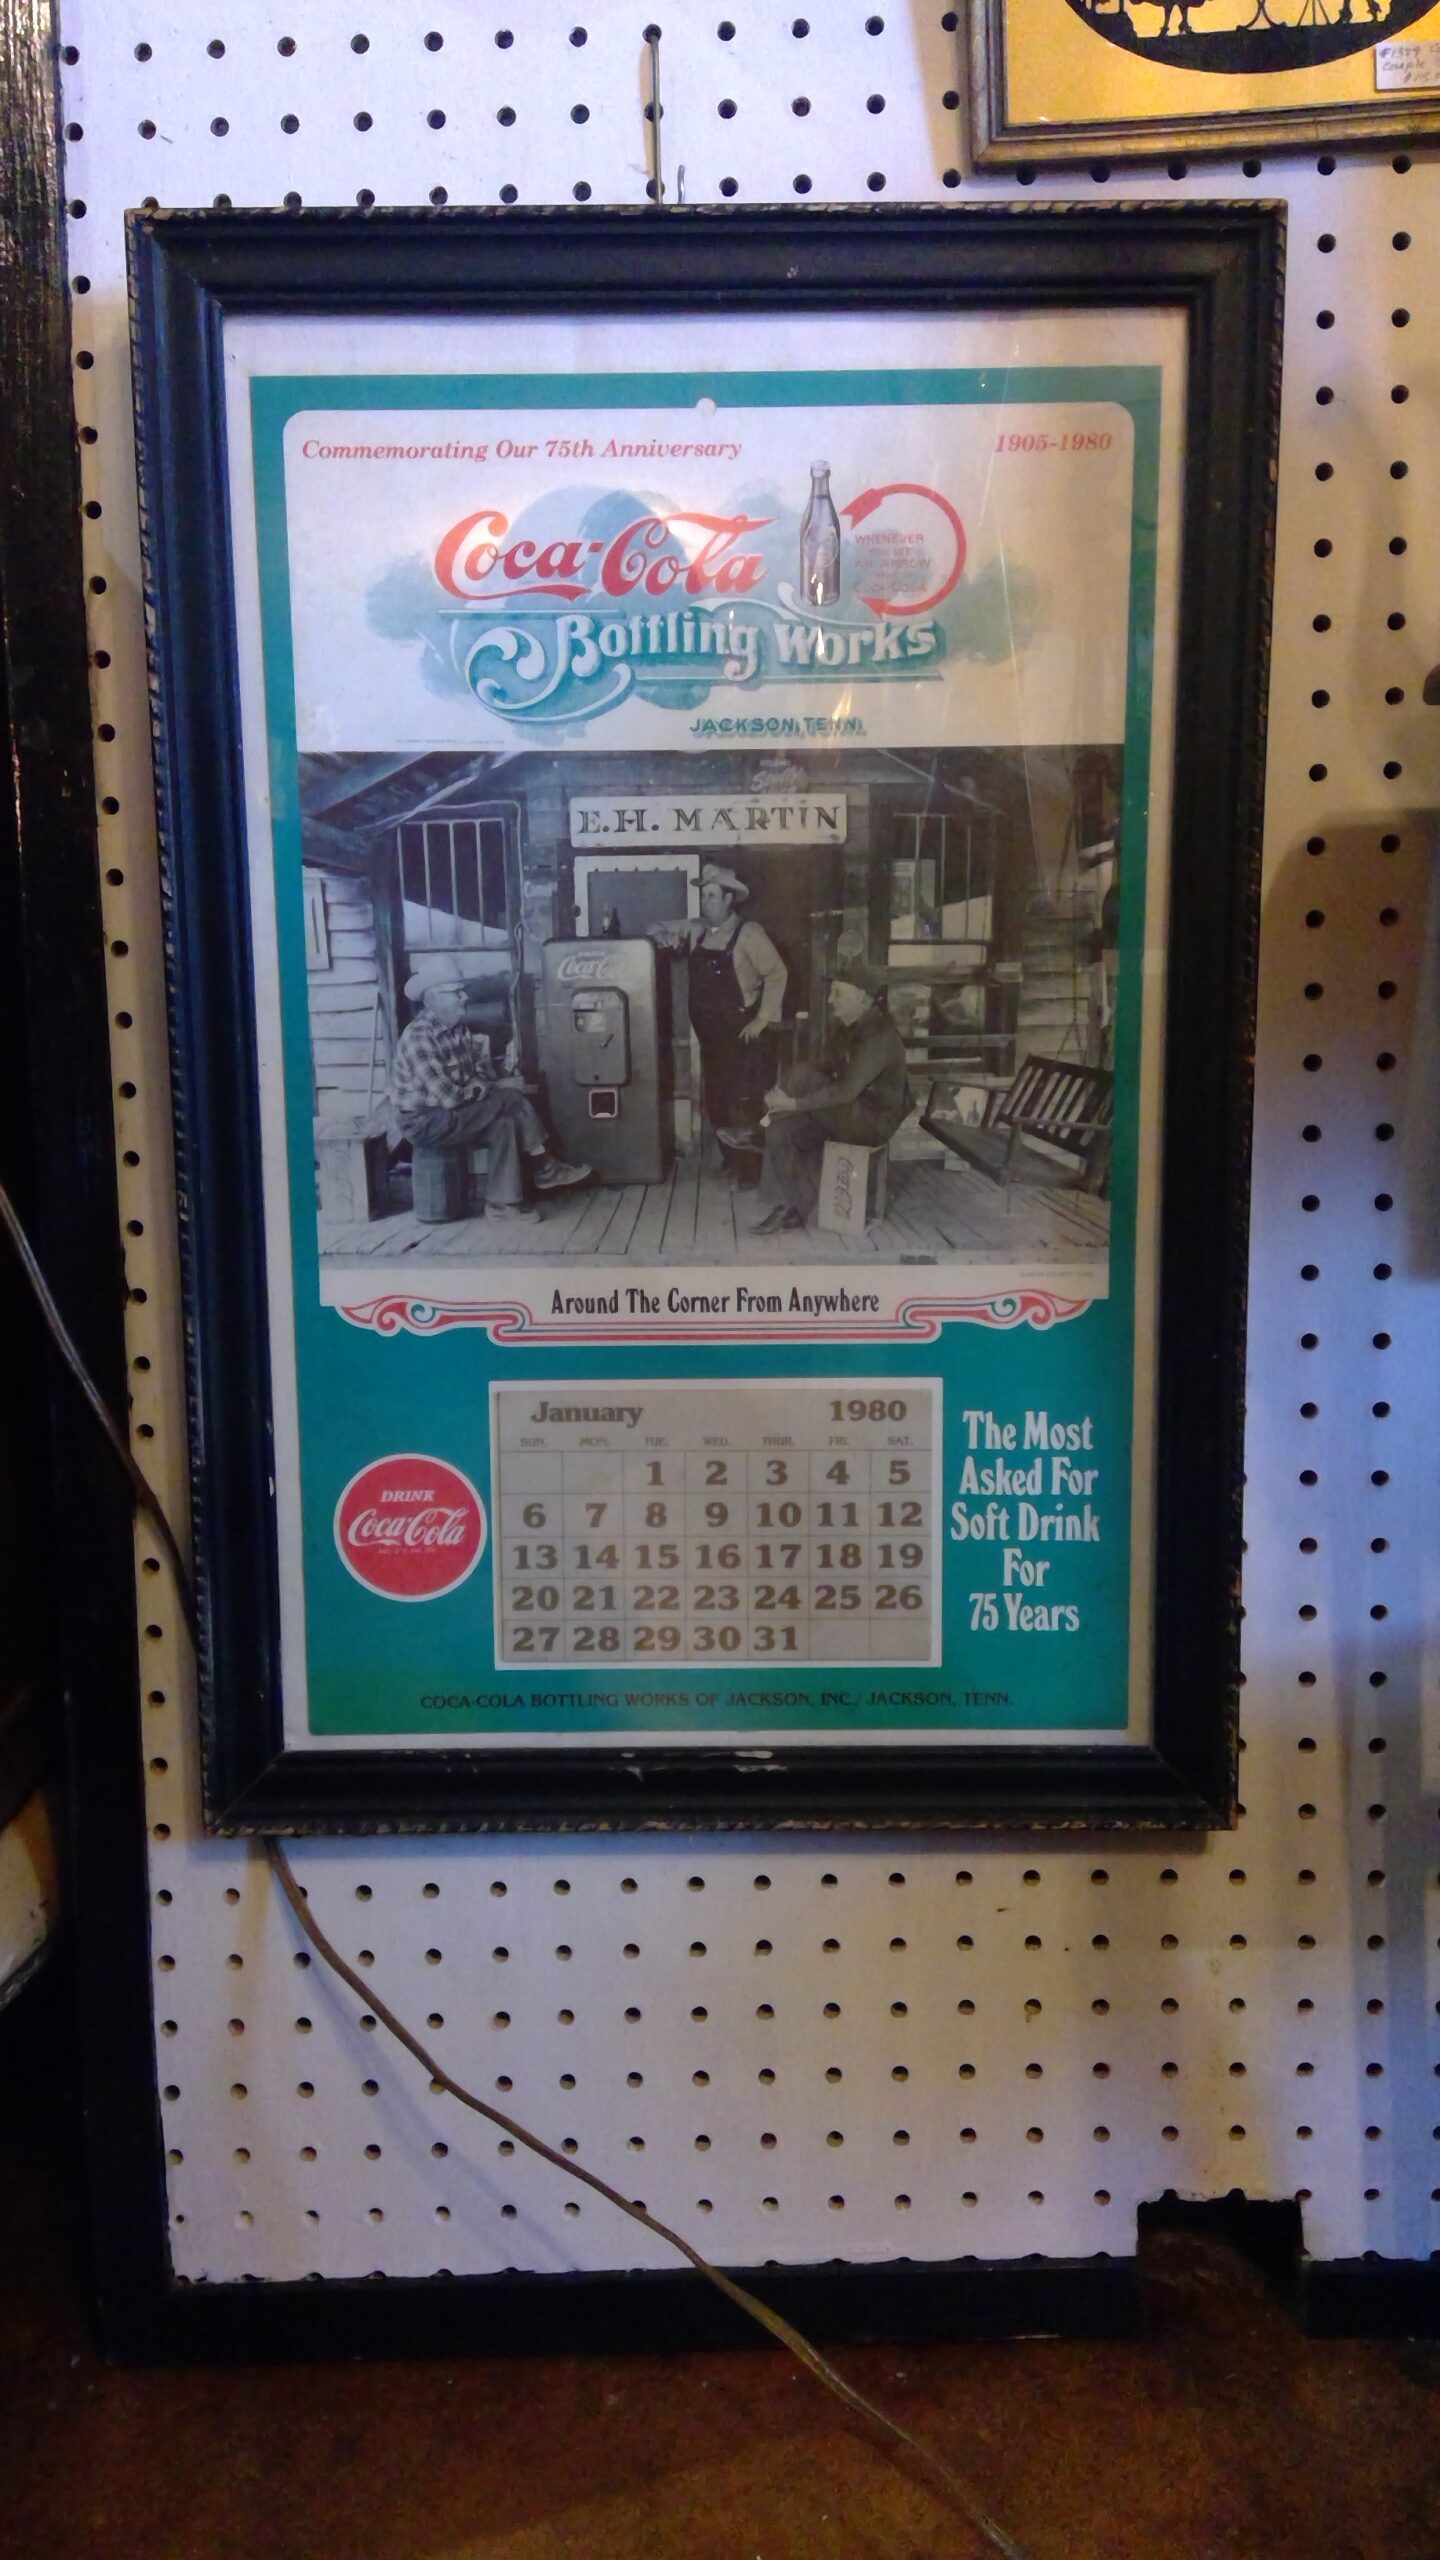 Commemorating Our 75th Anniversary 1905-1980
Coca-Cola
WHENEVER
YOU SEE
AN ARROW
COCA-COLA
Bottling Works
JACKSON, TENN.
E.H. MARTIN
Coca-Cola
Around The Corner From Anywhere
January 1980
SUN. MON. TUE. WED. THUR. FRI. SAT.
1 2 3 4 5
6 7 8 9 10 11 12
13 14 15 16 17 18 19
20 21 22 23 24 25 26
27 28 29 30 31
DRINK
Coca-Cola
The Most
Asked For
Soft Drink
For
75 Years
COCA-COLA BOTTLING WORKS OF JACKSON, INC./ JACKSON, TENN.